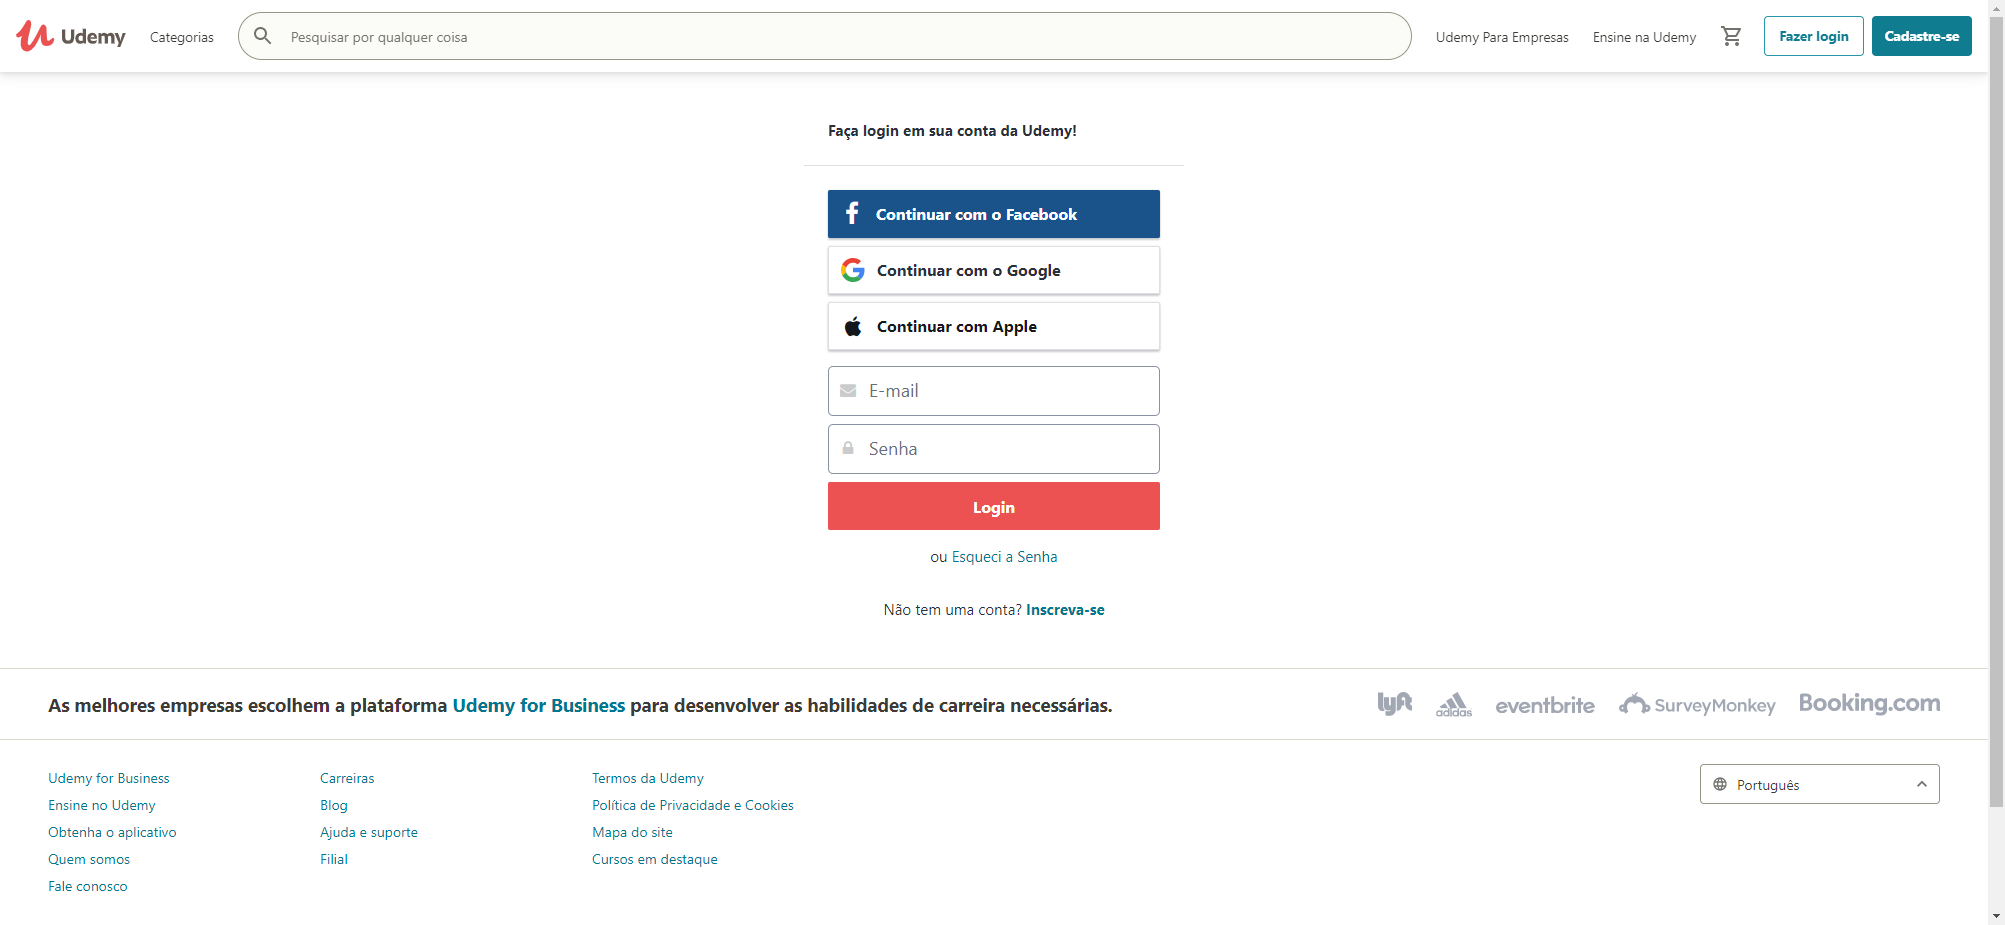 Udemy
Categorias
Pesquisar por qualquer coisa
Udemy Para Empresas
Ensine na Udemy
Fazer login
Cadastre-se
Faça login em sua conta da Udemy!
Continuar com o Facebook
Continuar com o Google
Continuar com Apple
E-mail
Senha
Login
ou Esqueci a Senha
Não tem uma conta? Inscreva-se
As melhores empresas escolhem a plataforma Udemy for Business para desenvolver as habilidades de carreira necessárias.
lyft
adidas
eventbrite
SurveyMonkey
Booking.com
Udemy for Business
Ensine no Udemy
Obtenha o aplicativo
Quem somos
Fale conosco
Carreiras
Blog
Ajuda e suporte
Filial
Termos da Udemy
Política de Privacidade e Cookies
Mapa do site
Cursos em destaque
Português